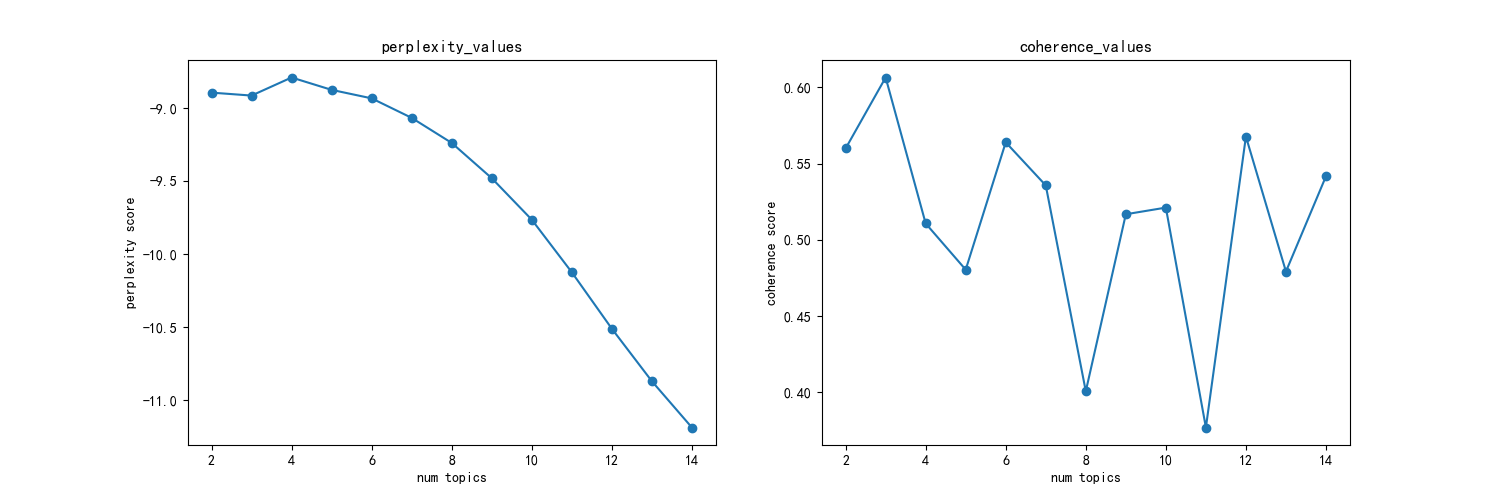 perplexity_values
perplexity score
-9.0
-9.5
-10.0
-10.5
-11.0
2 4 6 8 10 12 14
num topics
coherence_values
coherence score
0.60
0.55
0.50
0.45
0.40
2 4 6 8 10 12 14
num topics